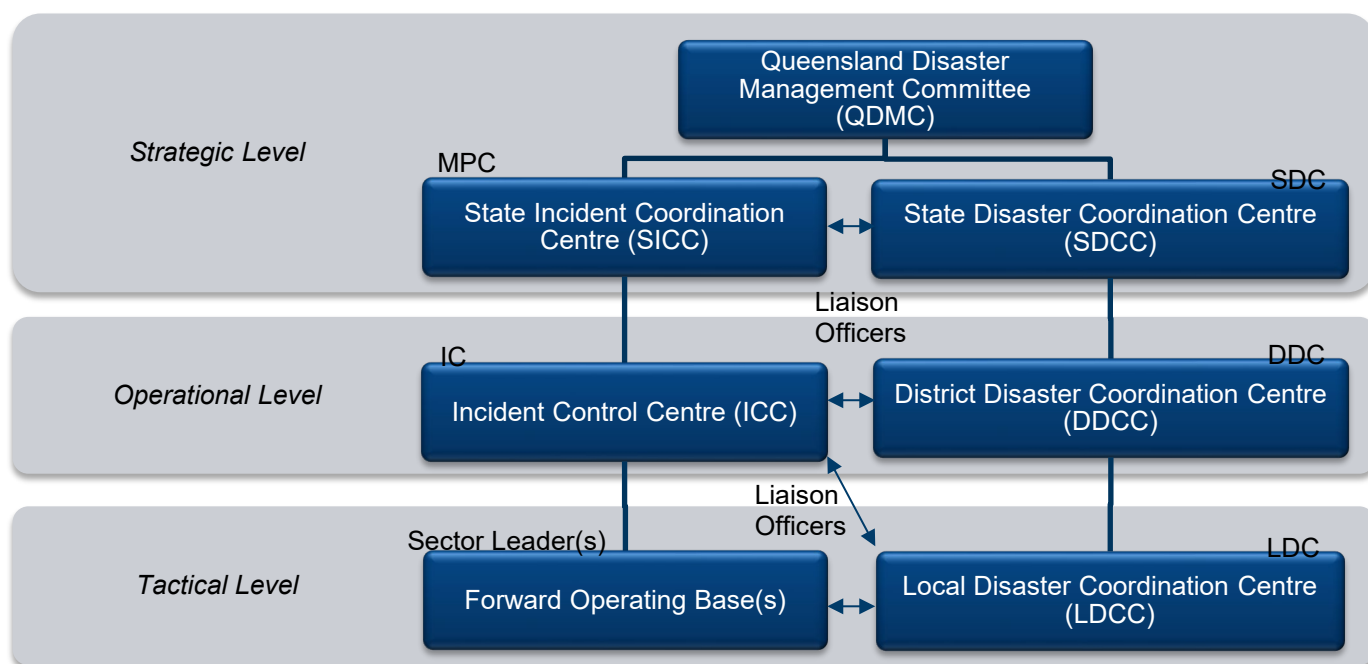 Queensland Disaster
Management Committee
(QDMC)
Strategic Level
MPC
SDC
State Incident Coordination
Centre (SICC)
State Disaster Coordination Centre
(SDCC)
Liaison
Officers
IC
DDC
Operational Level
Incident Control Centre (ICC)
District Disaster Coordination Centre
(DDCC)
Liaison
Officers
Sector Leader(s)
LDC
Tactical Level
Forward Operating Base(s)
Local Disaster Coordination Centre
(LDCC)